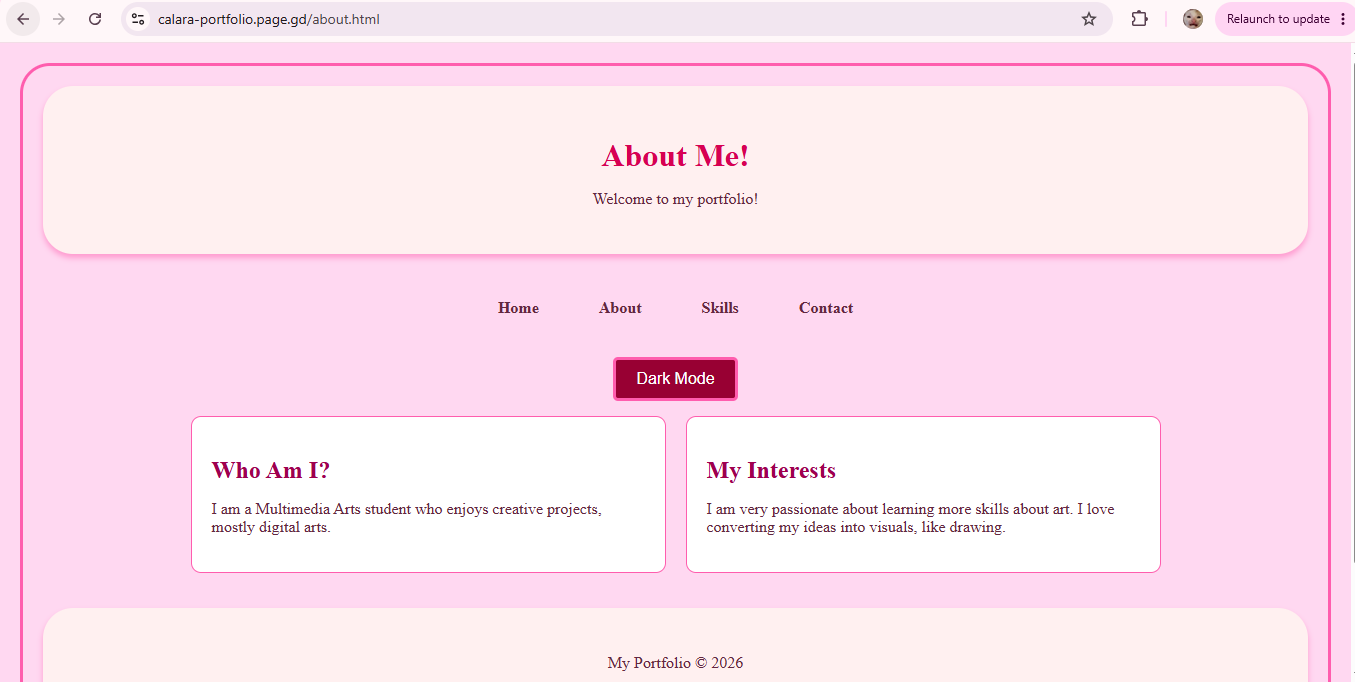 calara-portfolio.page.gd/about.html
Relaunch to update
About Me!
Welcome to my portfolio!
Home About Skills Contact
Dark Mode
Who Am I?
I am a Multimedia Arts student who enjoys creative projects,
mostly digital arts.
My Interests
I am very passionate about learning more skills about art. I love
converting my ideas into visuals, like drawing.
My Portfolio © 2026